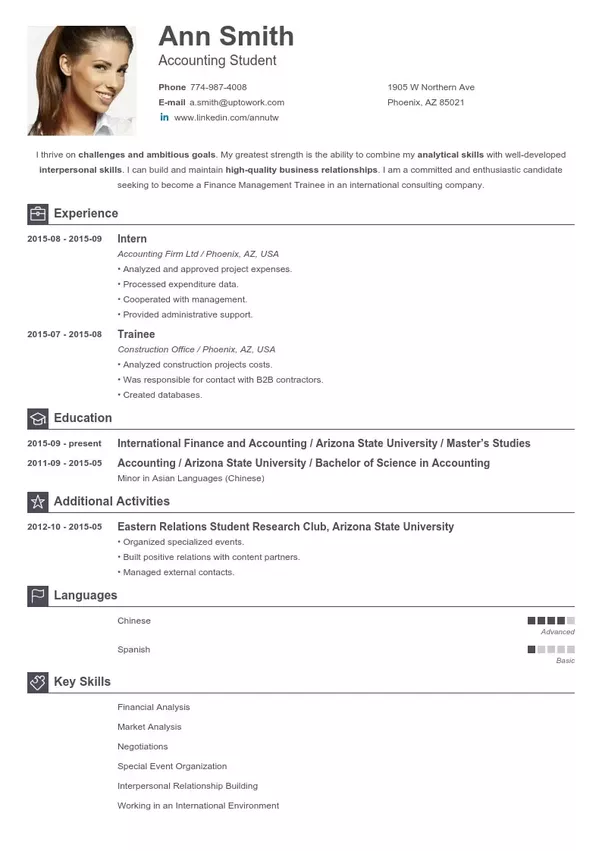 Ann Smith
Accounting Student
Phone 774-987-4008
1905 W Northern Ave
E-mail a.smith@uptowork.com
Phoenix, AZ 85021
in www.linkedin.com/annutw
I thrive on challenges and ambitious goals. My greatest strength is the ability to combine my analytical skills with well-developed
interpersonal skills. I can build and maintain high-quality business relationships. I am a committed and enthusiastic candidate
seeking to become a Finance Management Trainee in an international consulting company.
Experience
2015-08 - 2015-09 Intern
Accounting Firm Ltd / Phoenix, AZ, USA
• Analyzed and approved project expenses.
• Processed expenditure data.
• Cooperated with management.
• Provided administrative support.
2015-07 - 2015-08 Trainee
Construction Office / Phoenix, AZ, USA
• Analyzed construction projects costs.
• Was responsible for contact with B2B contractors.
• Created databases.
Education
2015-09 - present International Finance and Accounting / Arizona State University / Master's Studies
2011-09 - 2015-05 Accounting / Arizona State University / Bachelor of Science in Accounting
Minor in Asian Languages (Chinese)
Additional Activities
2012-10 - 2015-05 Eastern Relations Student Research Club, Arizona State University
• Organized specialized events.
• Built positive relations with content partners.
• Managed external contacts.
Languages
Chinese
Advanced
Spanish
Basic
Key Skills
Financial Analysis
Market Analysis
Negotiations
Special Event Organization
Interpersonal Relationship Building
Working in an International Environment